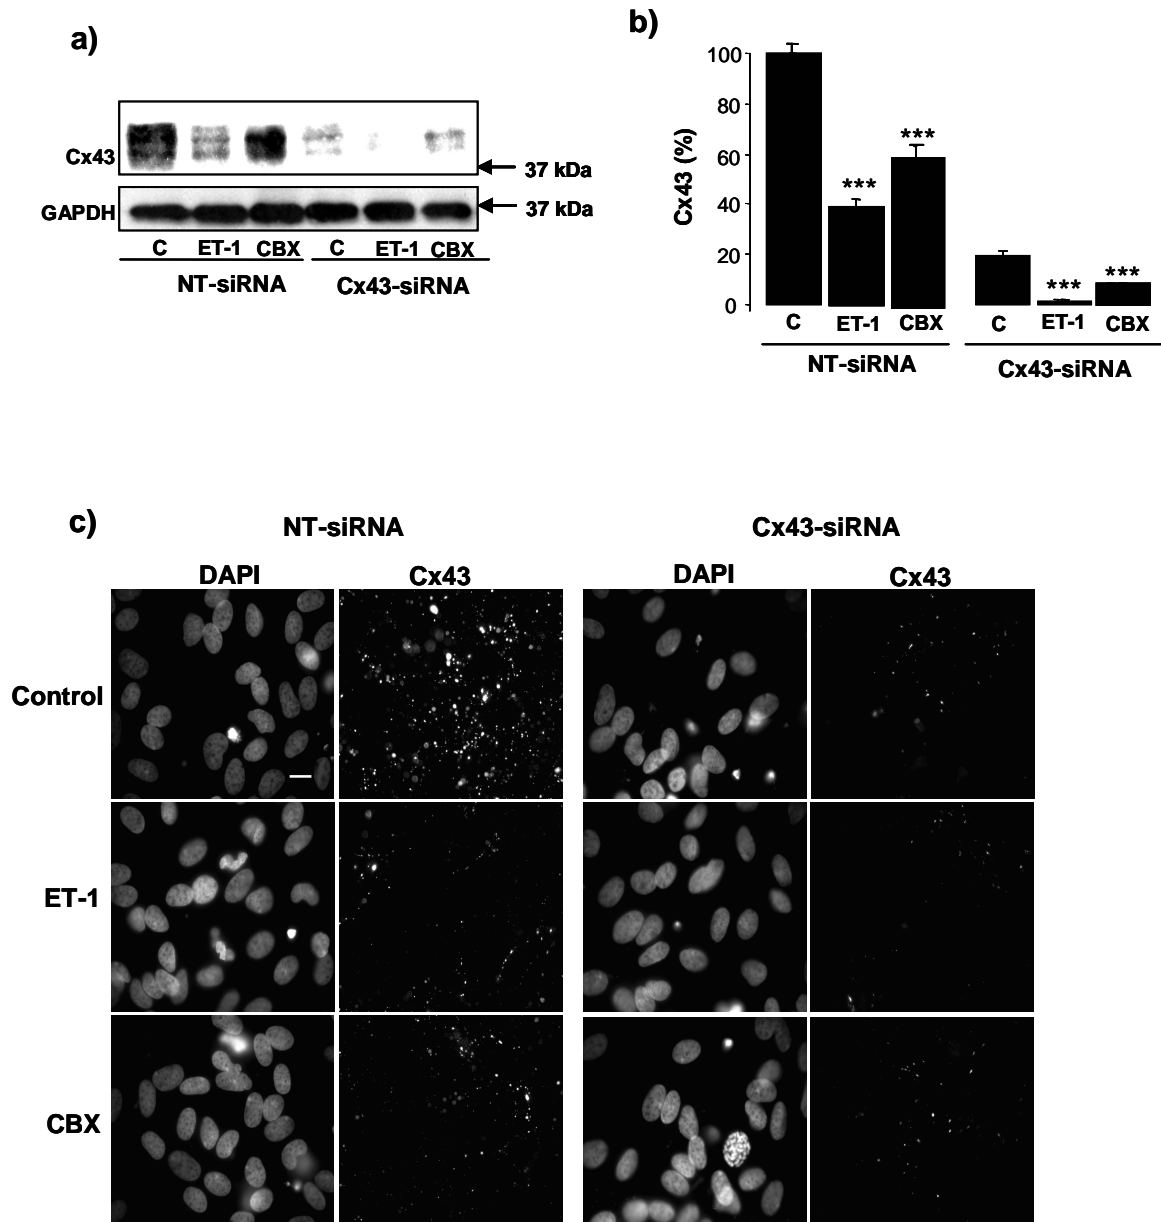 a)
Cx43
37 kDa
GAPDH
37 kDa
C ET-1 CBX C ET-1 CBX
NT-siRNA Cx43-siRNA
b)
Cx43 (%)
100
80
60
40
20
0
***
***
***
***
C ET-1 CBX C ET-1 CBX
NT-siRNA Cx43-siRNA
c)
NT-siRNA Cx43-siRNA
DAPI Cx43 DAPI Cx43
Control
ET-1
CBX